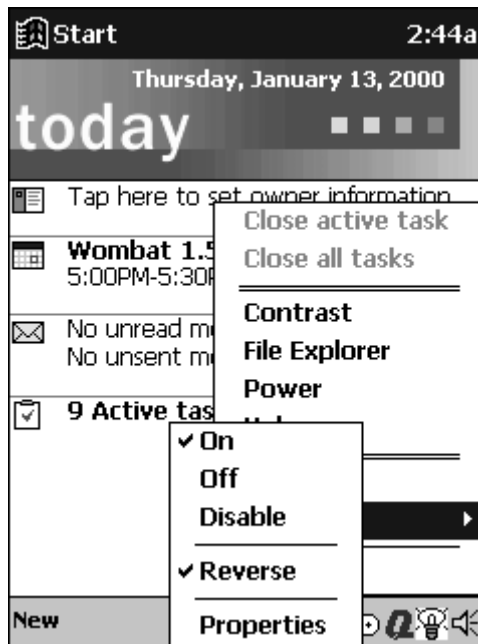 Start 2:44a
Thursday, January 13, 2000
today
Tap here to set owner information
Wombat 1.5
5:00PM-5:30P
No unread m
No unsent m
9 Active tas
Close active task
Close all tasks
Contrast
File Explorer
Power
On
Off
Disable
Reverse
Properties
New